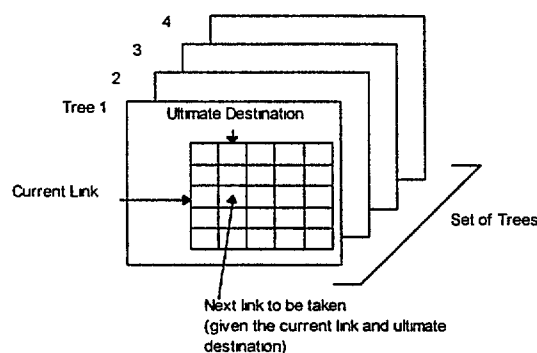 4
3
2
Tree 1
Ultimate Destination
Current Link
Set of Trees
Next link to be taken
(given the current link and ultimate
destination)